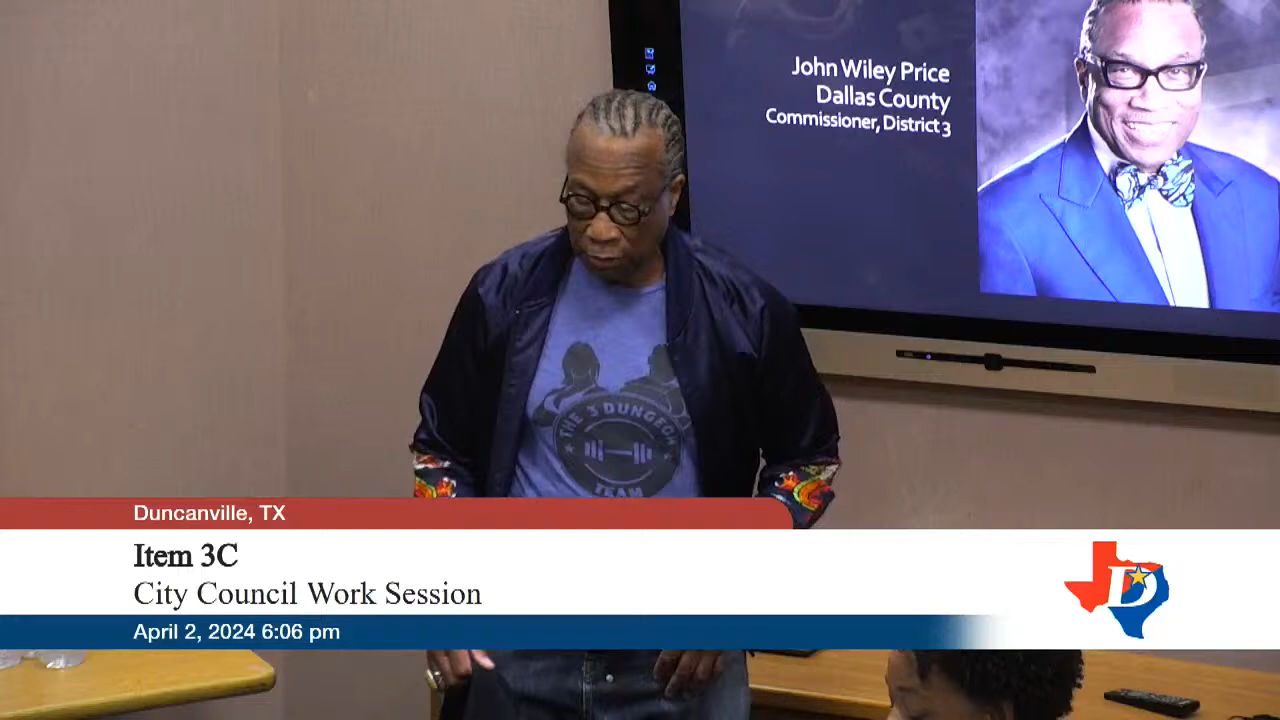 John Wiley Price
Dallas County
Commissioner, District 3
THE 3 DUNGEON
TEAM
Duncanville, TX
Item 3C
City Council Work Session
D
April 2, 2024 6:06 pm